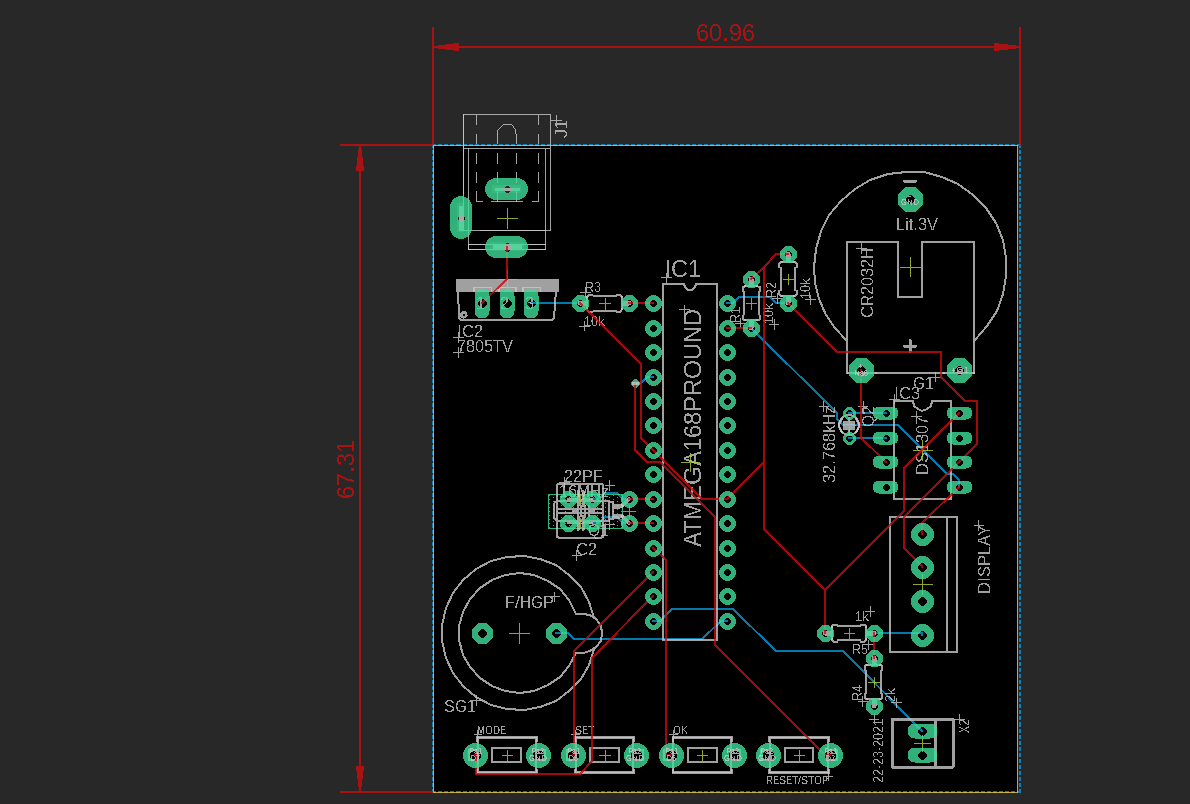 60.96
67.31
J1
GND
Lit.3V
CR2032H
IC1
R3
10k
R2
10k
R1
10k
IC2
7805TV
ATMEGA168PROUND
G1
IC3
32.768kHz
DS1307
22PF
16MHz
C2
DISPLAY
F/HGP
1k
R5
R4
2k
SG1
MODE
SET
OK
RESET/STOP
22-23-2021
X2